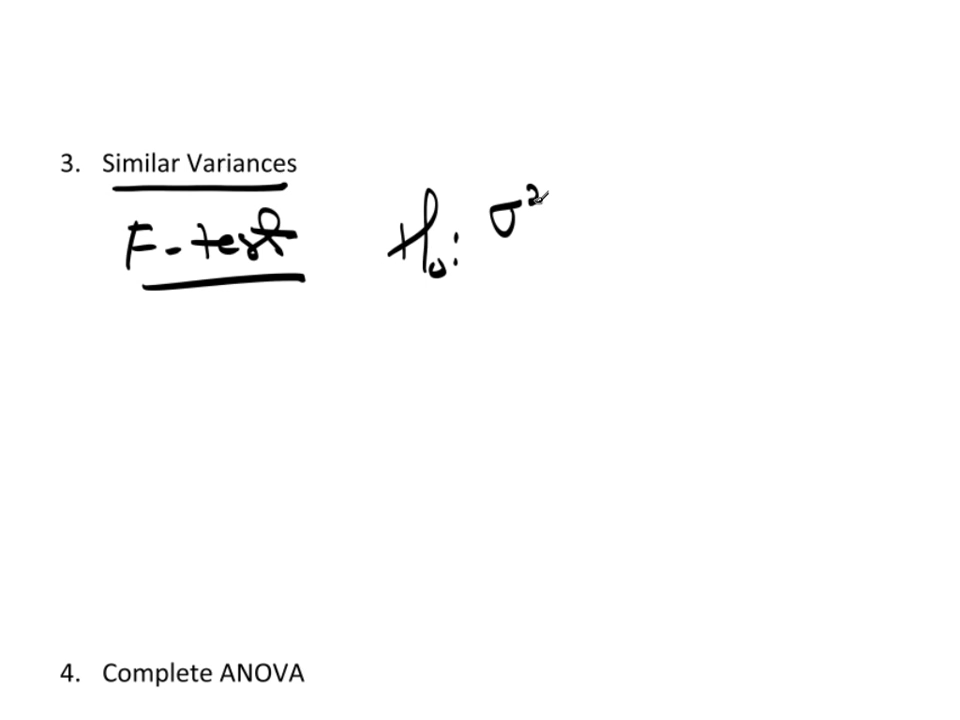 3. Similar Variances
F-test H₀: σ²
4. Complete ANOVA